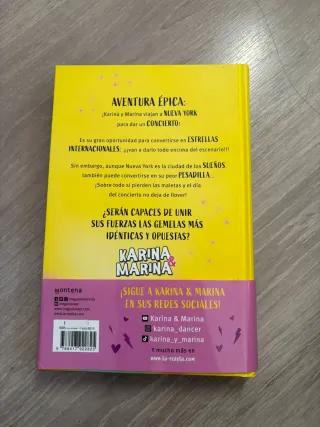 AVENTURA ÉPICA:
¡Karina y Marina viajan a NUEVA YORK
para dar un CONCIERTO!
Es su gran oportunidad para convertirse en ESTRELLAS
INTERNACIONALES: ¡¡¡van a darlo todo encima del escenario!!!
Sin embargo, aunque Nueva York es la ciudad de los SUEÑOS,
también puede convertirse en su peor PESADILLA...
¡Sobre todo si pierden las maletas y el día
del concierto no deja de llover!
¿SERÁN CAPACES DE UNIR
SUS FUERZAS LAS GEMELAS MÁS
IDÉNTICAS Y OPUESTAS?
KARINA
&
MARINA
montena
¡SIGUE A KARINA & MARINA
EN SUS REDES SOCIALES!
Karina & Marina
karina_dancer
karina_y_marina
Y mucho más en